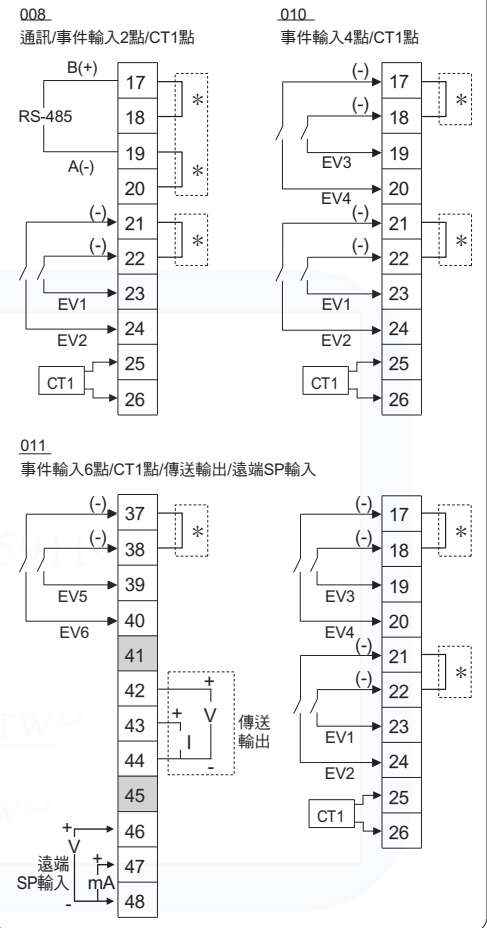 008
通訊/事件輸入2點/CT1點
B(+)
RS-485
A(-)
17
18
19
20
21
22
23
24
25
26
*
*
*
(-)
(-)
EV1
EV2
CT1
010
事件輸入4點/CT1點
(-)
(-)
EV3
EV4
(-)
(-)
EV1
EV2
CT1
17
18
19
20
21
22
23
24
25
26
*
*
011
事件輸入6點/CT1點/傳送輸出/遠端SP輸入
(-)
(-)
EV5
EV6
37
38
39
40
41
42
43
44
45
46
47
48
*
+
+
V
I
-
傳送
輸出
+
V
遠端
SP輸入
+
mA
-
(-)
(-)
EV3
EV4
(-)
(-)
EV1
EV2
CT1
17
18
19
20
21
22
23
24
25
26
*
*